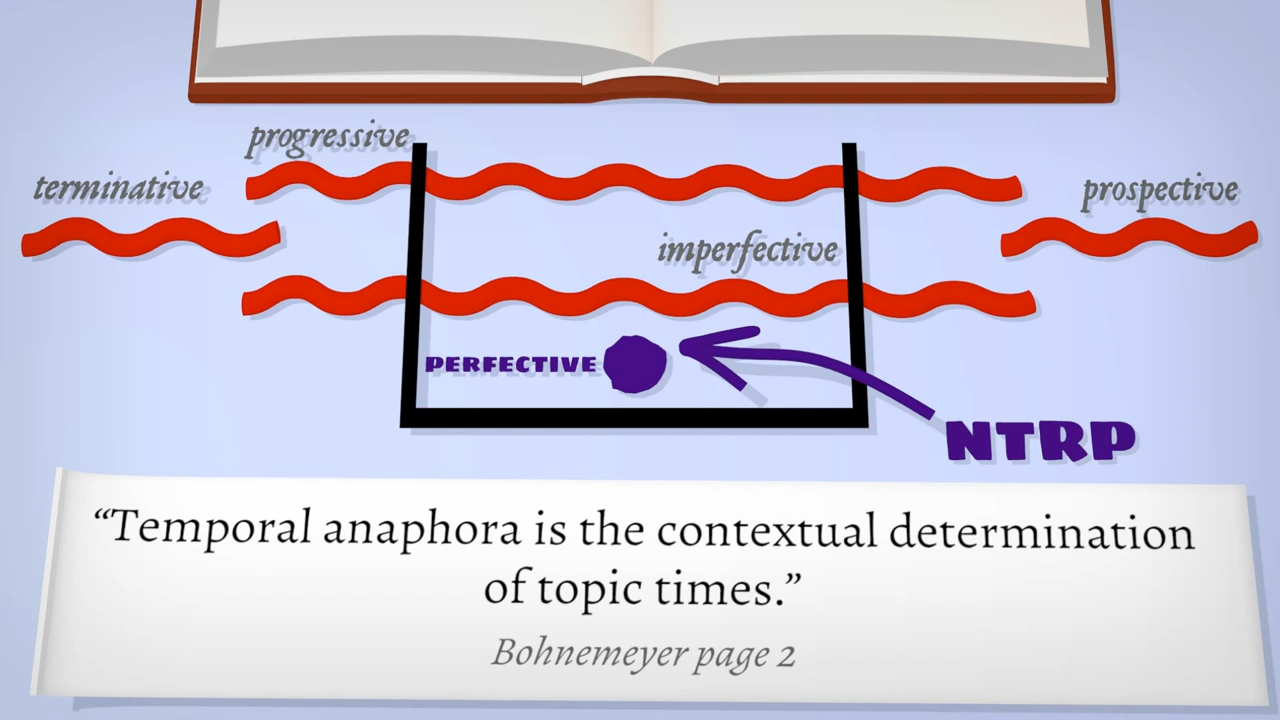 progressive
terminative
prospective
imperfective
PERFECTIVE
NTRP
“Temporal anaphora is the contextual determination
of topic times.”
Bohnemeyer page 2